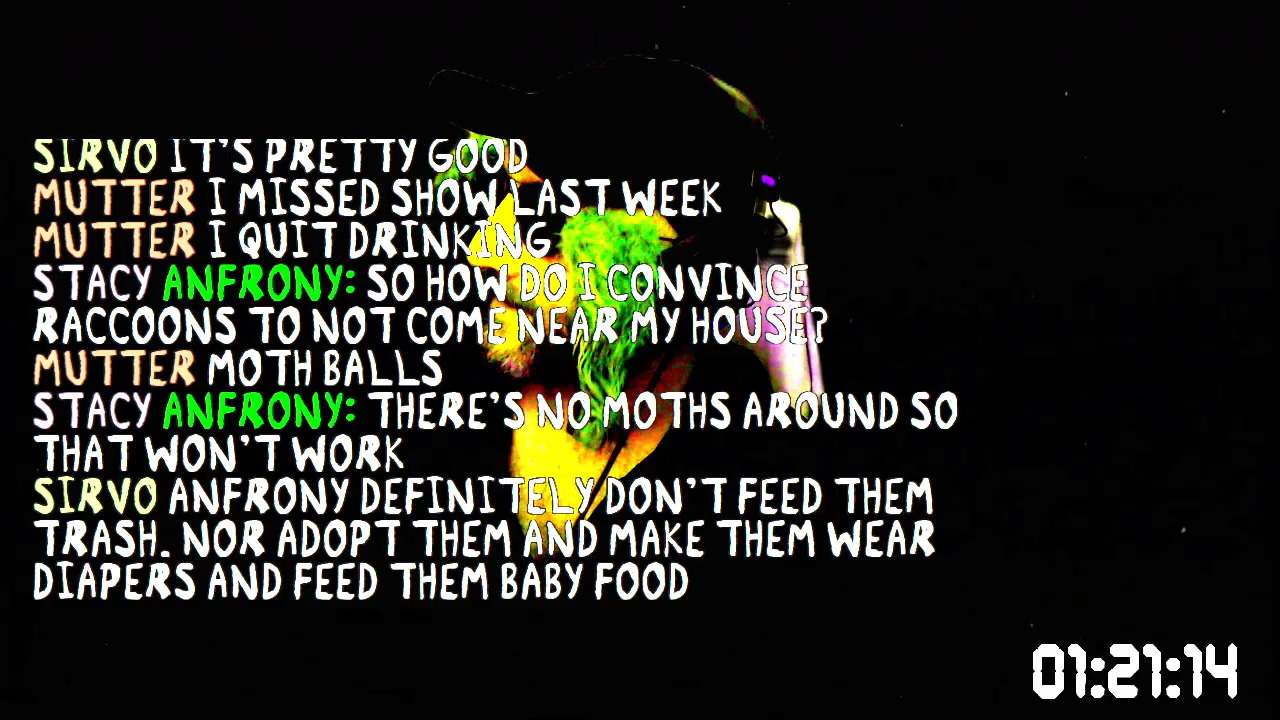 SIRVO IT'S PRETTY GOOD
MUTTER I MISSED SHOW LAST WEEK
MUTTER I QUIT DRINKING
STACY ANFRONY: SO HOW DO I CONVINCE
RACCOONS TO NOT COME NEAR MY HOUSE?
MUTTER MOTH BALLS
STACY ANFRONY: THERE'S NO MOTHS AROUND SO
THAT WON'T WORK
SIRVO ANFRONY DEFINITELY DON'T FEED THEM
TRASH. NOR ADOPT THEM AND MAKE THEM WEAR
DIAPERS AND FEED THEM BABY FOOD
01:21:14